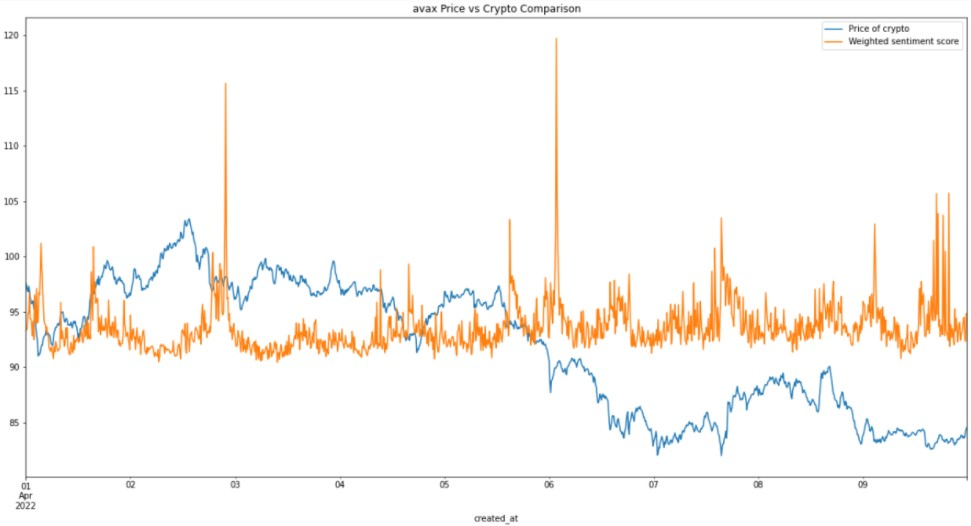 avax Price vs Crypto Comparison
Price of crypto
Weighted sentiment score
120
115
110
105
100
95
90
85
01 02 03 04 05 06 07 08 09
Apr
2022
created_at